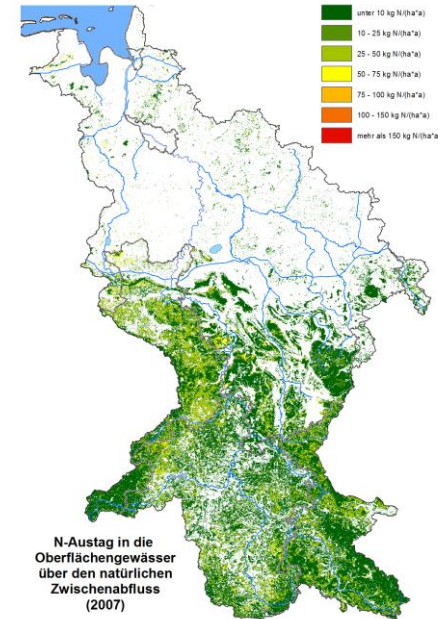 unter 10 kg N/(ha*a)
10 - 25 kg N/(ha*a)
25 - 50 kg N/(ha*a)
50 - 75 kg N/(ha*a)
75 - 100 kg N/(ha*a)
100 - 150 kg N/(ha*a)
mehr als 150 kg N/(ha*a)
N-Austag in die
Oberflächengewässer
über den natürlichen
Zwischenabfluss
(2007)